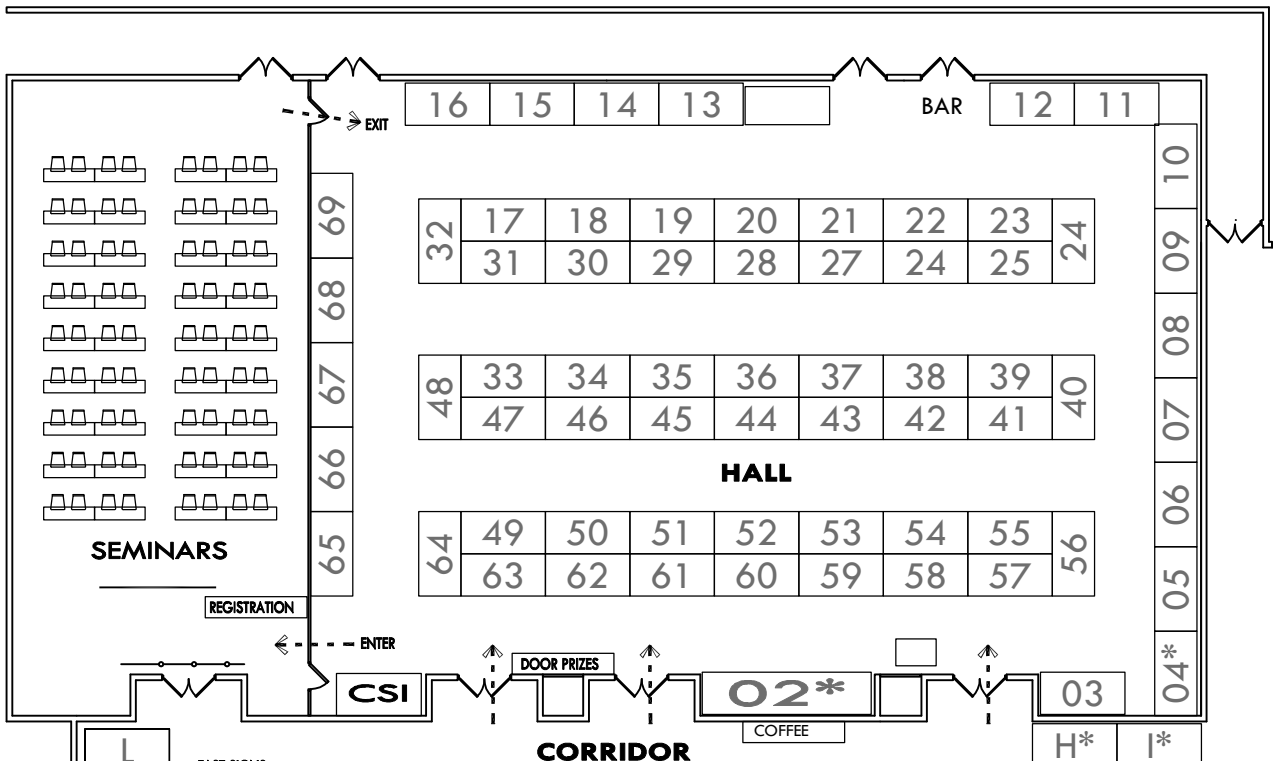 16 15 14 13 BAR 12 11
EXIT
10
69 32 17 18 19 20 21 22 23 24 09
31 30 29 28 27 24 25
68 08
67 48 33 34 35 36 37 38 39 40 07
47 46 45 44 43 42 41
66 HALL 06
65 64 49 50 51 52 53 54 55 56 05
SEMINARS 63 62 61 60 59 58 57
REGISTRATION
ENTER
DOOR PRIZES 04*
CSI 02* 03
COFFEE
L CORRIDOR H* I*